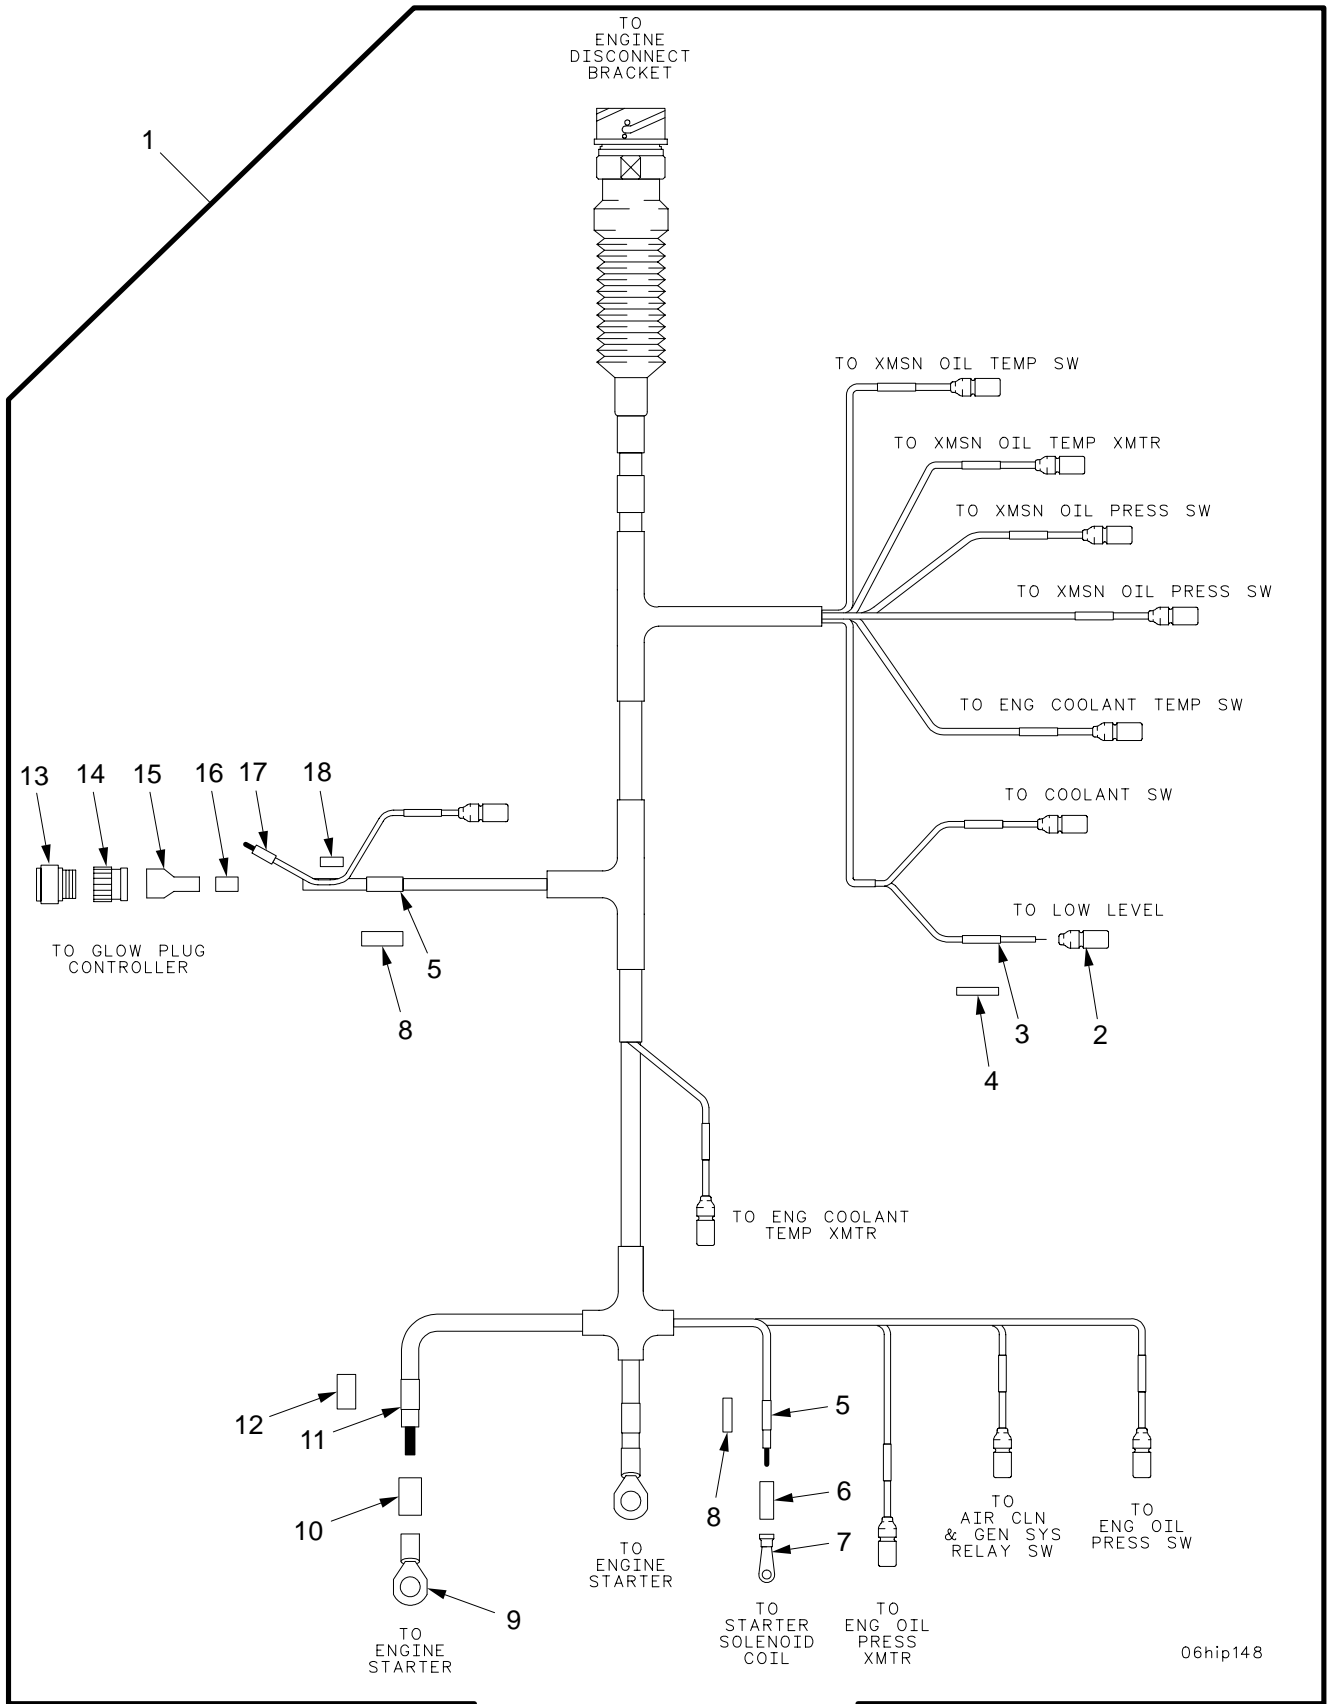 TO
ENGINE
DISCONNECT
BRACKET
1
TO XMSN OIL TEMP SW
TO XMSN OIL TEMP XMTR
TO XMSN OIL PRESS SW
TO XMSN OIL PRESS SW
TO ENG COOLANT TEMP SW
13 14 15 16 17 18
TO COOLANT SW
TO LOW LEVEL
TO GLOW PLUG
CONTROLLER
5
8
3
2
4
TO ENG COOLANT
TEMP XMTR
12
11
5
8
6
10
7
9
TO
ENGINE
STARTER
TO
ENGINE
STARTER
TO
STARTER
SOLENOID
COIL
TO
ENG OIL
PRESS
XMTR
TO
AIR CLN
& GEN SYS
RELAY SW
TO
ENG OIL
PRESS SW
06hip148